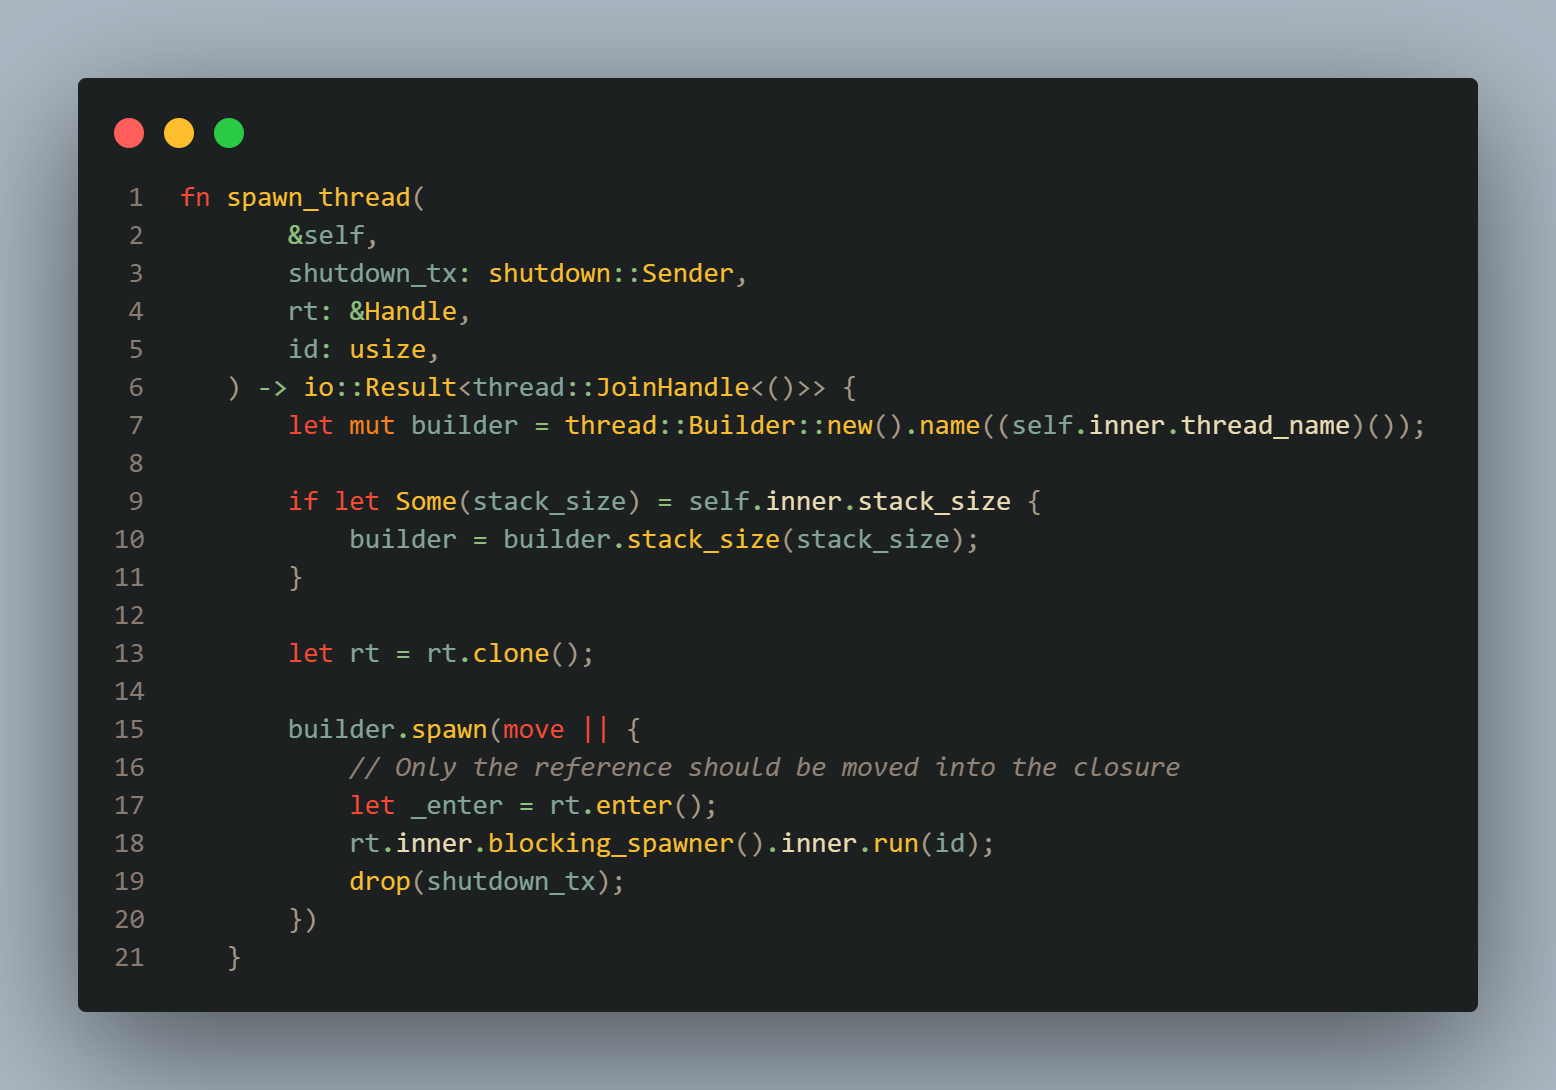 1 fn spawn_thread(
2 &self,
3 shutdown_tx: shutdown::Sender,
4 rt: &Handle,
5 id: usize,
6 ) -> io::Result<thread::JoinHandle<()>> {
7 let mut builder = thread::Builder::new().name((self.inner.thread_name)());
8
9 if let Some(stack_size) = self.inner.stack_size {
10 builder = builder.stack_size(stack_size);
11 }
12
13 let rt = rt.clone();
14
15 builder.spawn(move || {
16 // Only the reference should be moved into the closure
17 let _enter = rt.enter();
18 rt.inner.blocking_spawner().inner.run(id);
19 drop(shutdown_tx);
20 })
21 }